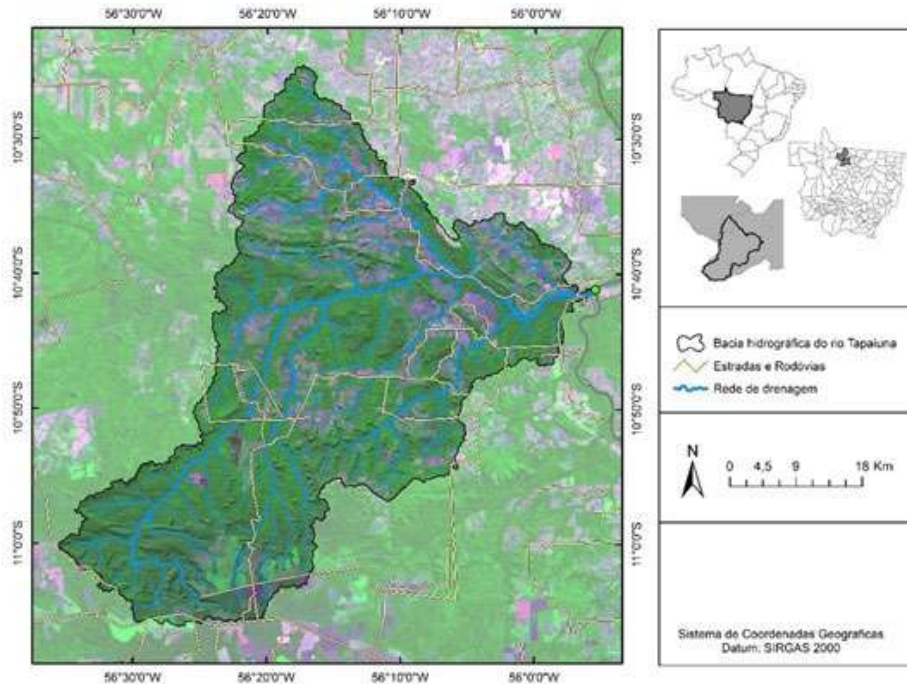 56°30'0"W 56°20'0"W 56°10'0"W 56°0'0"W
10°30'0"S 10°30'0"S
10°40'0"S 10°40'0"S
10°50'0"S 10°50'0"S
11°0'0"S 11°0'0"S
56°30'0"W 56°20'0"W 56°10'0"W 56°0'0"W
Bacia hidrográfica do rio Tapaiuna
Estradas e Rodóvias
Rede de drenagem
N
0 4,5 9 18 Km
Sistema de Coordenadas Geograficas
Datum: SIRGAS 2000